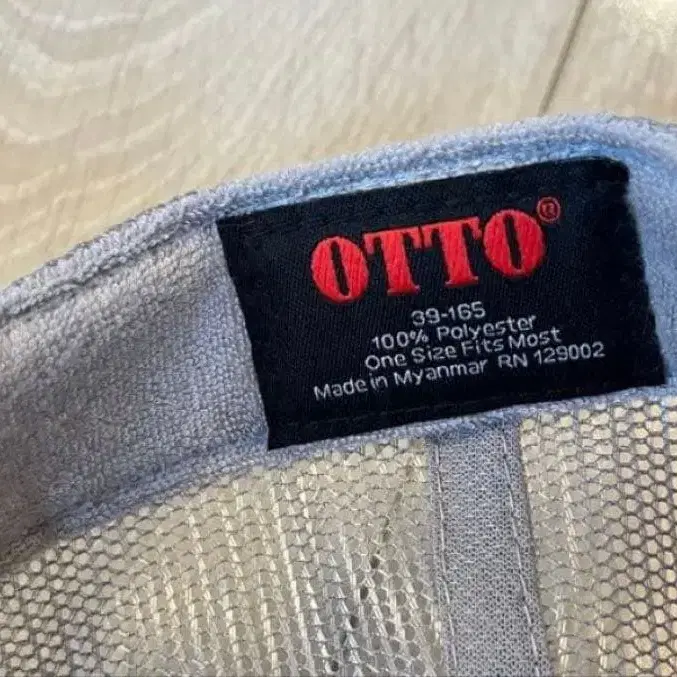 OTTO®
39-165
100% Polyester
One Size Fits Most
Made in Myanmar RN 129002